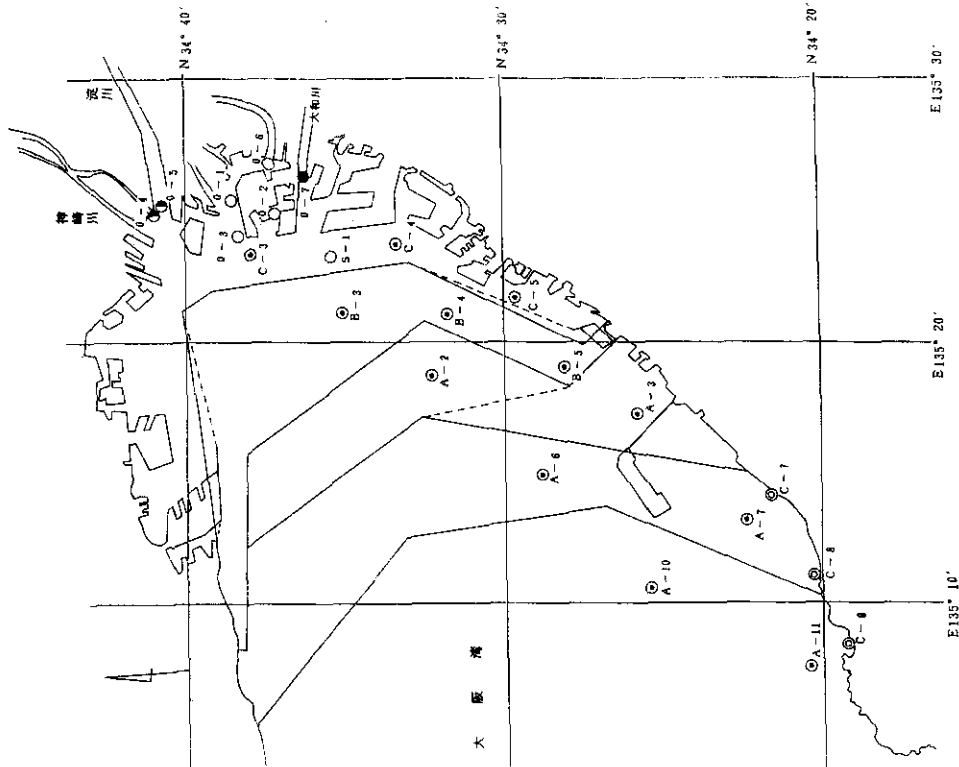 N 34° 40′
N 34° 30′
N 34° 20′
E 135° 30′
E 135° 20′
E 135° 10′
淀川
神崎川
大和川
大阪湾
O-4
O-5
O-1
O-6
O-2
O-7
O-3
C-3
S-1
C-4
B-3
B-4
C-5
A-2
B-5
A-3
A-6
C-7
A-7
C-8
A-10
A-11
C-9